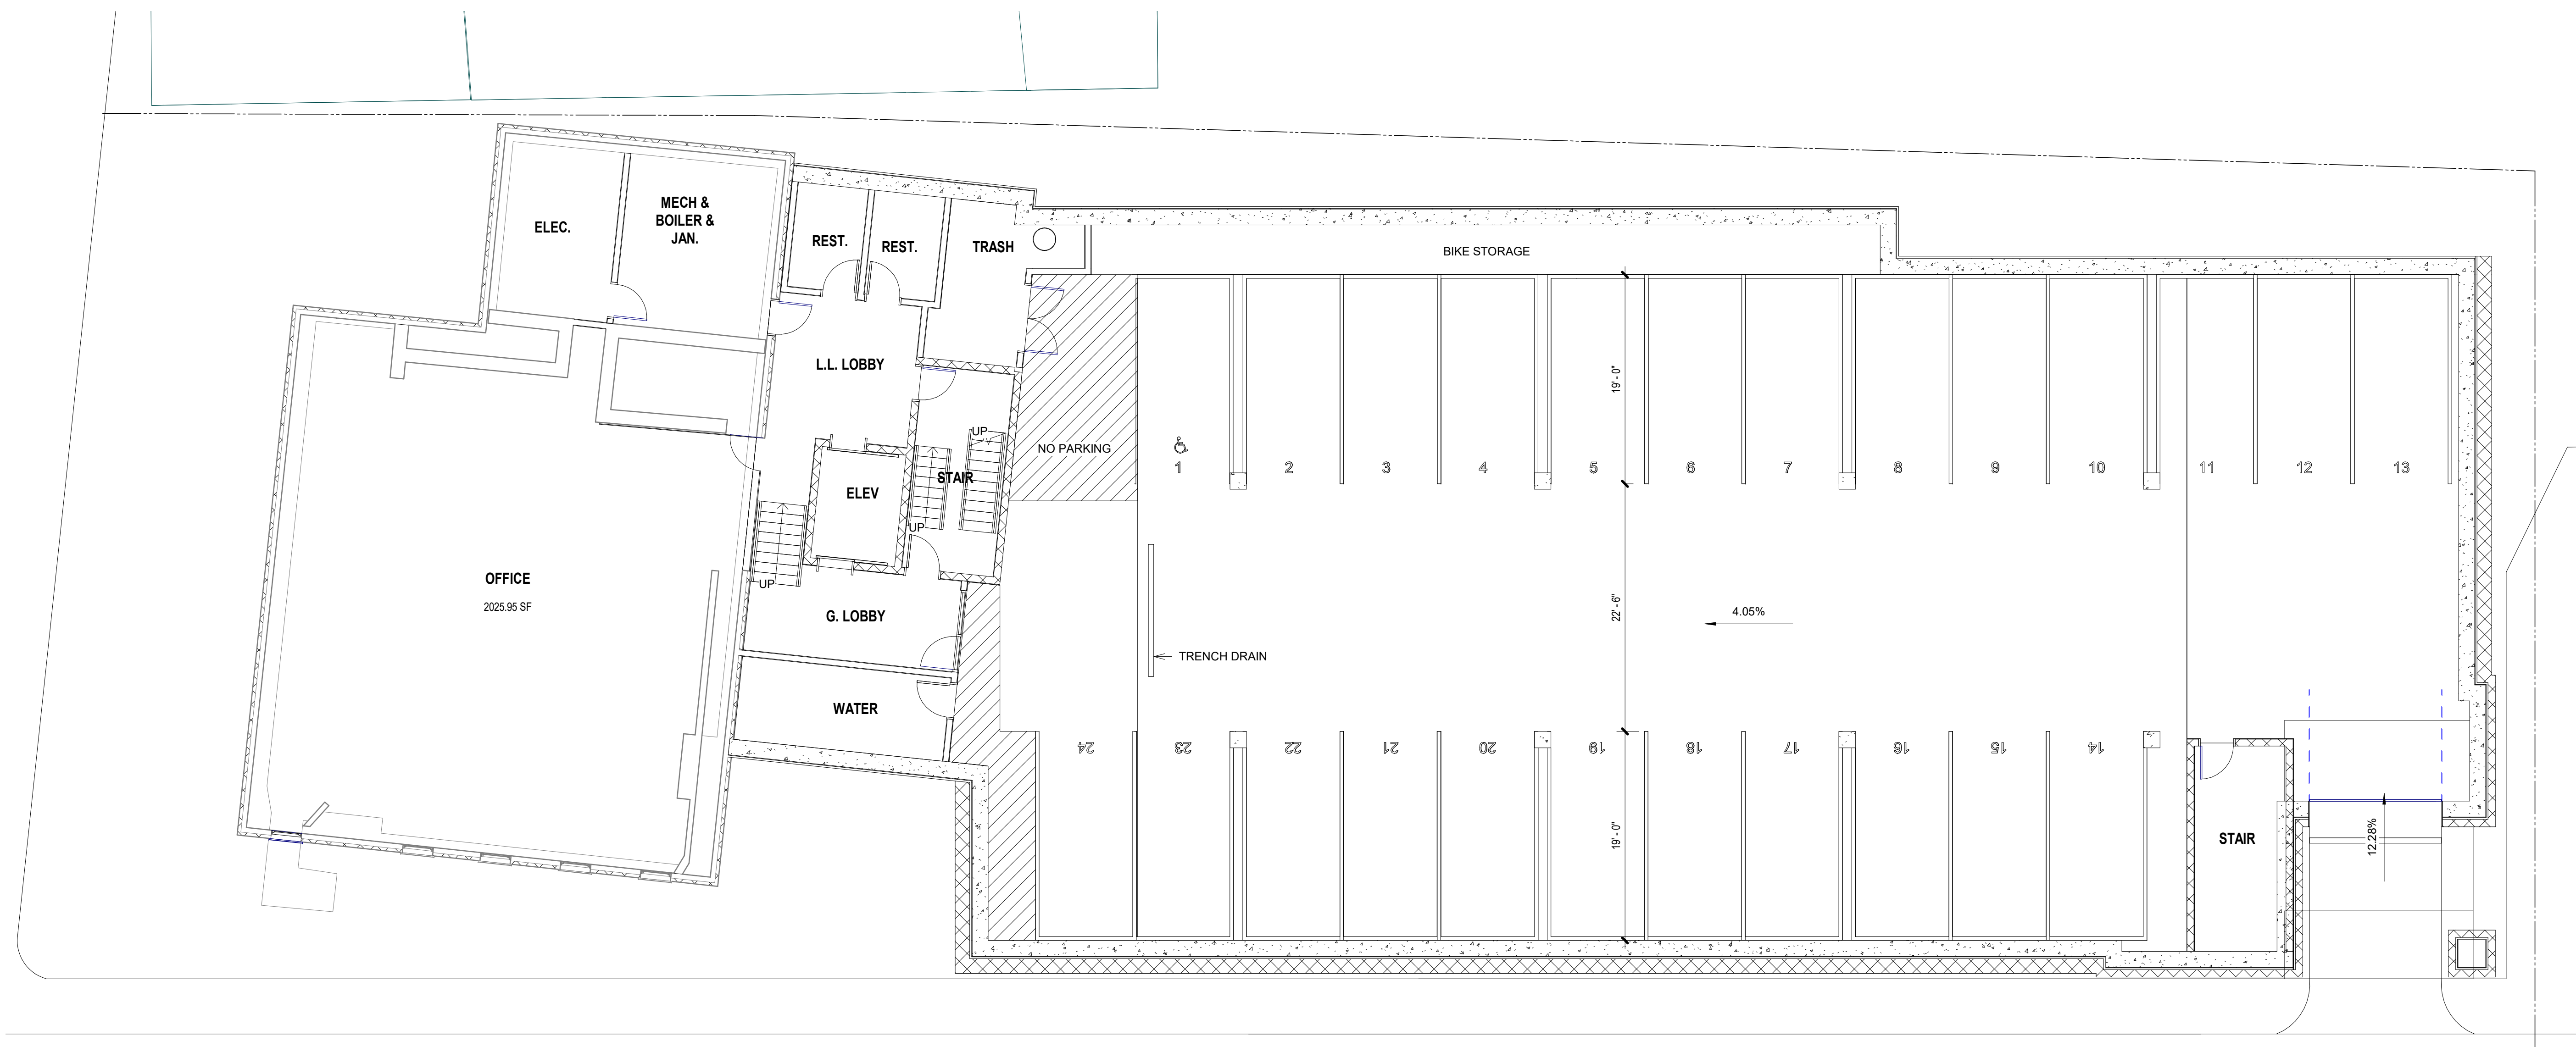 ELEC.
MECH &
BOILER &
JAN.
REST.
REST.
TRASH
BIKE STORAGE
L.L. LOBBY
19' - 0"
UP
NO PARKING
1
2
3
4
5
6
7
8
9
10
11
12
13
STAIR
ELEV
UP
UP
OFFICE
2025.95 SF
G. LOBBY
22' - 6"
4.05%
TRENCH DRAIN
WATER
24
23
22
21
20
19
18
17
16
15
14
19' - 0"
STAIR
12.28%